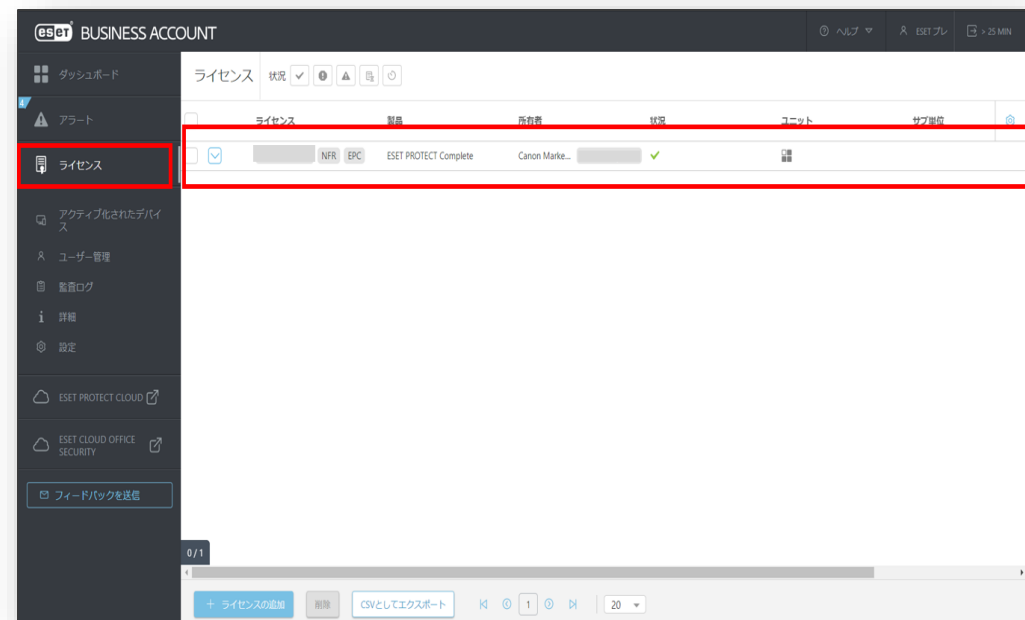 eset BUSINESS ACCOUNT
ヘルプ
ESET プレ
> 25 MIN
ダッシュボード
4
アラート
ライセンス
アクティブ化されたデバイ
ス
ユーザー管理
監査ログ
詳細
設定
ESET PROTECT CLOUD
ESET CLOUD OFFICE
SECURITY
フィードバックを送信
ライセンス 状況
ライセンス 製品 所有者 状況 ユニット サブ単位
NFR EPC ESET PROTECT Complete Canon Marke...
0 / 1
+ ライセンスの追加 削除 CSVとしてエクスポート 1 20